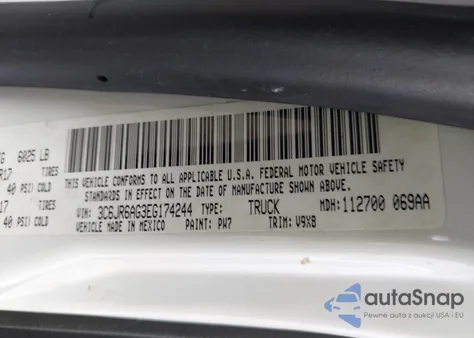 KG 6025 LB
R17 TIRES
40 PSI COLD
17 TIRES
40 PSI COLD
THIS VEHICLE CONFORMS TO ALL APPLICABLE U.S.A. FEDERAL MOTOR VEHICLE SAFETY
STANDARDS IN EFFECT ON THE DATE OF MANUFACTURE SHOWN ABOVE.
VIN: 3C6JR6AG3EG174244 TYPE: TRUCK MDH: 112700 069AA
MADE IN MEXICO PAINT: PW7 TRIM: V9X8
autoSnap
Pewne auta z aukcji USA i EU